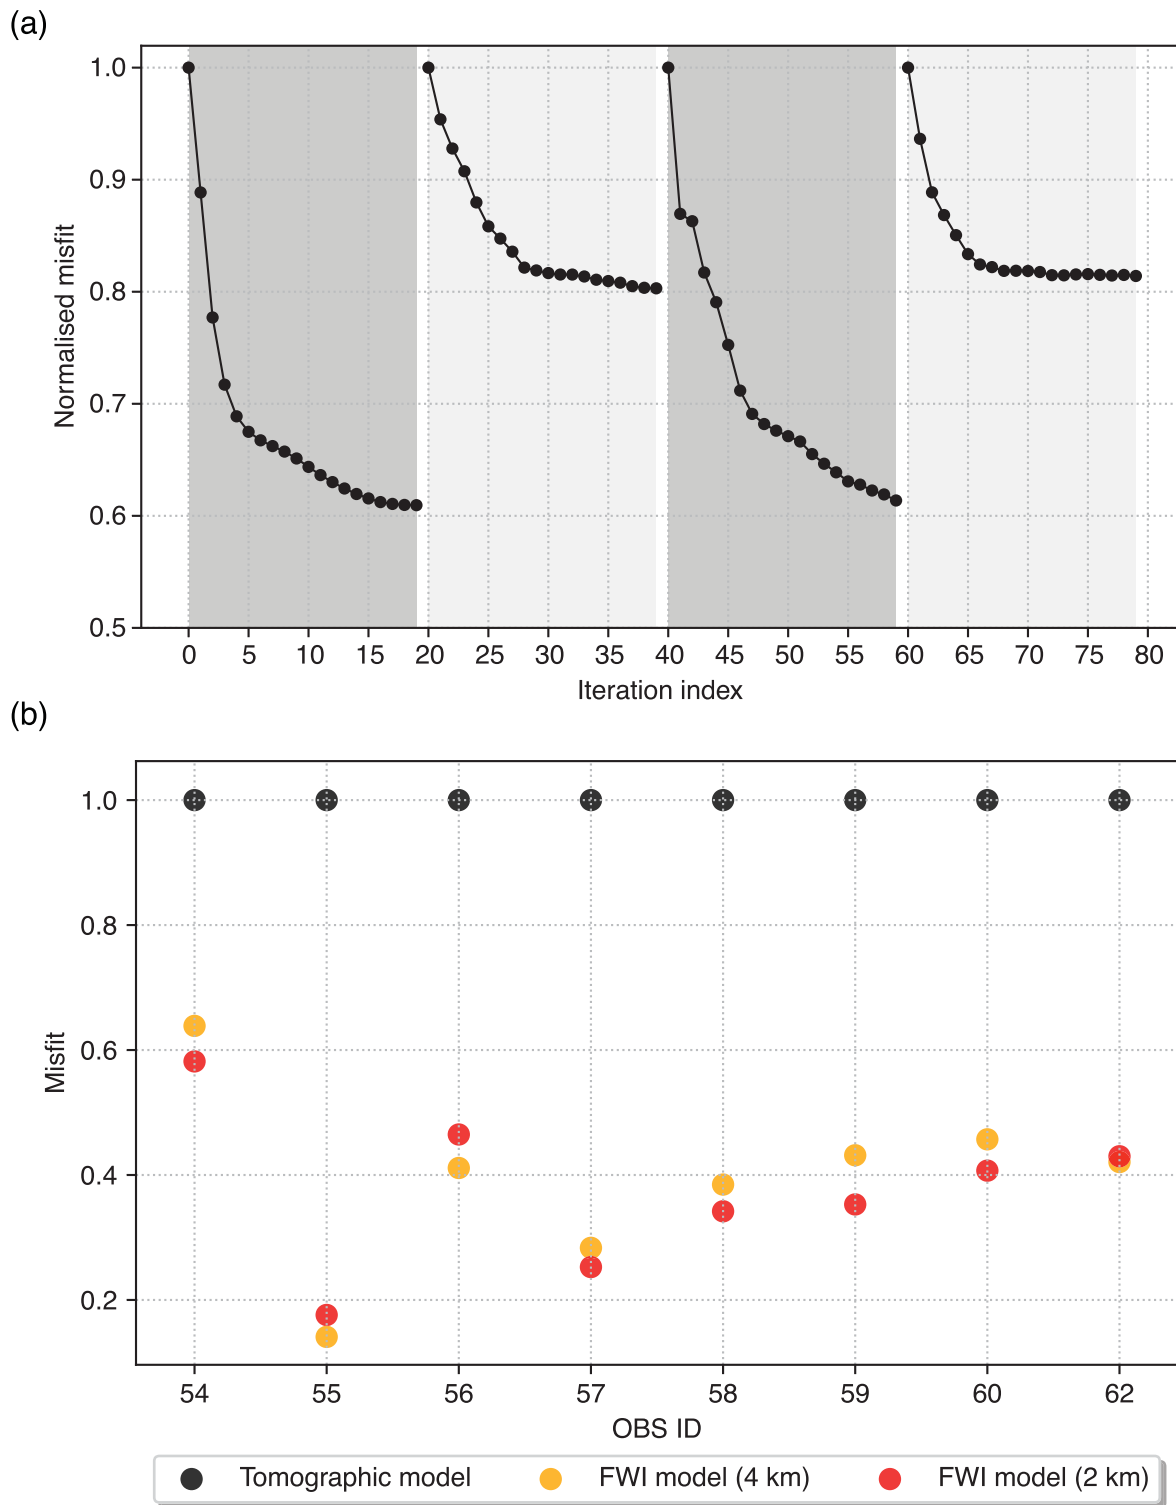 (a)
1.0
0.9
0.8
0.7
0.6
0.5
Normalised misfit
0 5 10 15 20 25 30 35 40 45 50 55 60 65 70 75 80
Iteration index
(b)
1.0
0.8
0.6
0.4
0.2
Misfit
54 55 56 57 58 59 60 62
OBS ID
Tomographic model FWI model (4 km) FWI model (2 km)